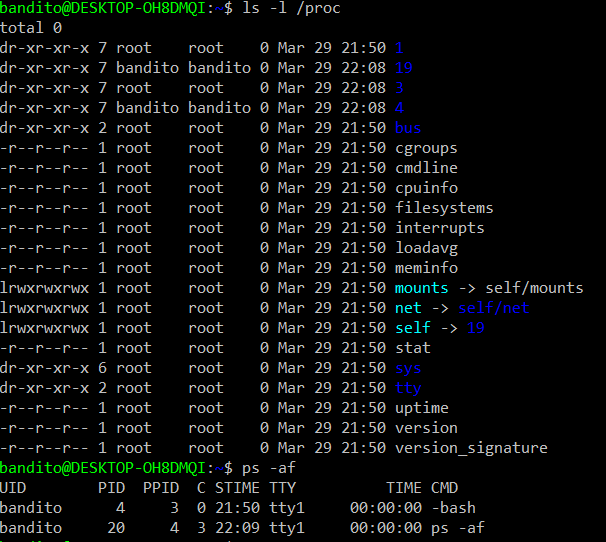 bandito@DESKTOP-OH8DMQI:~$ ls -l /proc
total 0
dr-xr-xr-x 7 root    root    0 Mar 29 21:50 1
dr-xr-xr-x 7 bandito bandito 0 Mar 29 22:08 19
dr-xr-xr-x 7 root    root    0 Mar 29 22:08 3
dr-xr-xr-x 7 bandito bandito 0 Mar 29 22:08 4
dr-xr-xr-x 2 root    root    0 Mar 29 21:50 bus
-r--r--r-- 1 root    root    0 Mar 29 21:50 cgroups
-r--r--r-- 1 root    root    0 Mar 29 21:50 cmdline
-r--r--r-- 1 root    root    0 Mar 29 21:50 cpuinfo
-r--r--r-- 1 root    root    0 Mar 29 21:50 filesystems
-r--r--r-- 1 root    root    0 Mar 29 21:50 interrupts
-r--r--r-- 1 root    root    0 Mar 29 21:50 loadavg
-r--r--r-- 1 root    root    0 Mar 29 21:50 meminfo
lrwxrwxrwx 1 root    root    0 Mar 29 21:50 mounts -> self/mounts
lrwxrwxrwx 1 root    root    0 Mar 29 21:50 net -> self/net
lrwxrwxrwx 1 root    root    0 Mar 29 21:50 self -> 19
-r--r--r-- 1 root    root    0 Mar 29 21:50 stat
dr-xr-xr-x 6 root    root    0 Mar 29 21:50 sys
dr-xr-xr-x 2 root    root    0 Mar 29 21:50 tty
-r--r--r-- 1 root    root    0 Mar 29 21:50 uptime
-r--r--r-- 1 root    root    0 Mar 29 21:50 version
-r--r--r-- 1 root    root    0 Mar 29 21:50 version_signature
bandito@DESKTOP-OH8DMQI:~$ ps -af
UID        PID  PPID  C STIME TTY          TIME CMD
bandito      4     3  0 21:50 tty1     00:00:00 -bash
bandito     20     4  3 22:09 tty1     00:00:00 ps -af